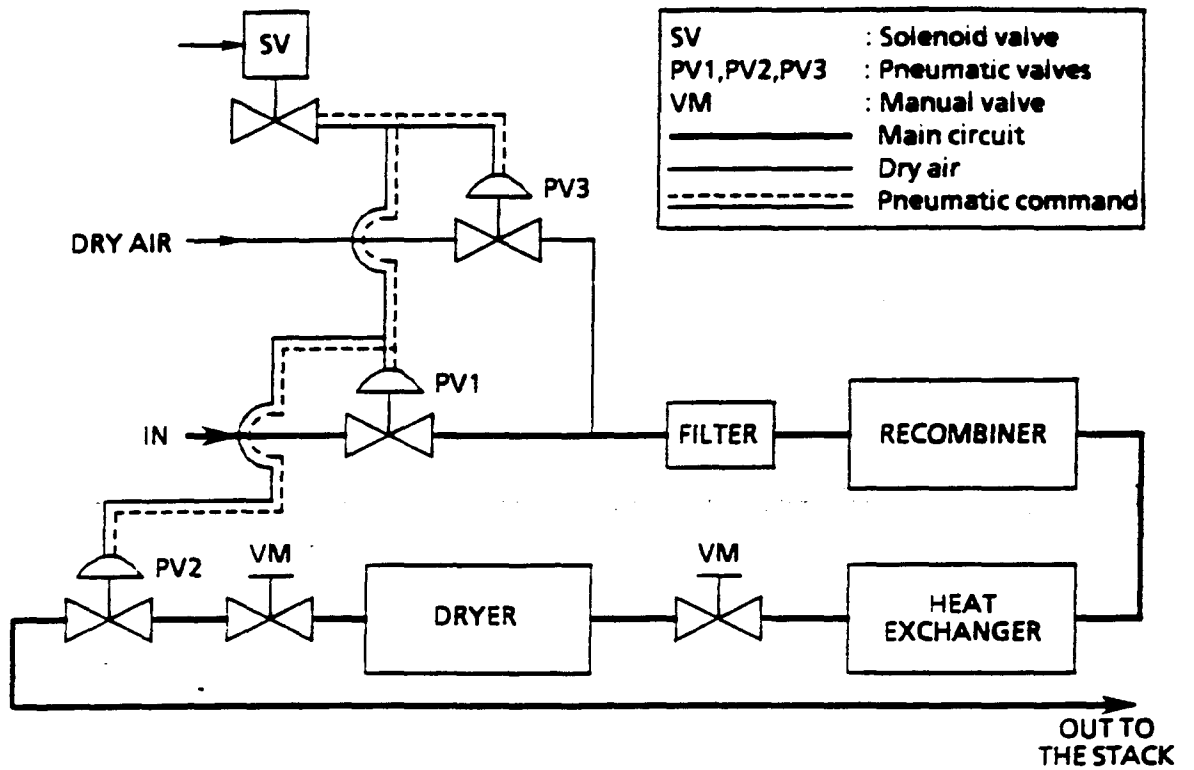 SV
SV : Solenoid valve
PV1,PV2,PV3 : Pneumatic valves
VM : Manual valve
Main circuit
Dry air
Pneumatic command
PV3
DRY AIR
PV1
IN
FILTER
RECOMBINER
PV2
VM
VM
DRYER
HEAT
EXCHANGER
OUT TO
THE STACK